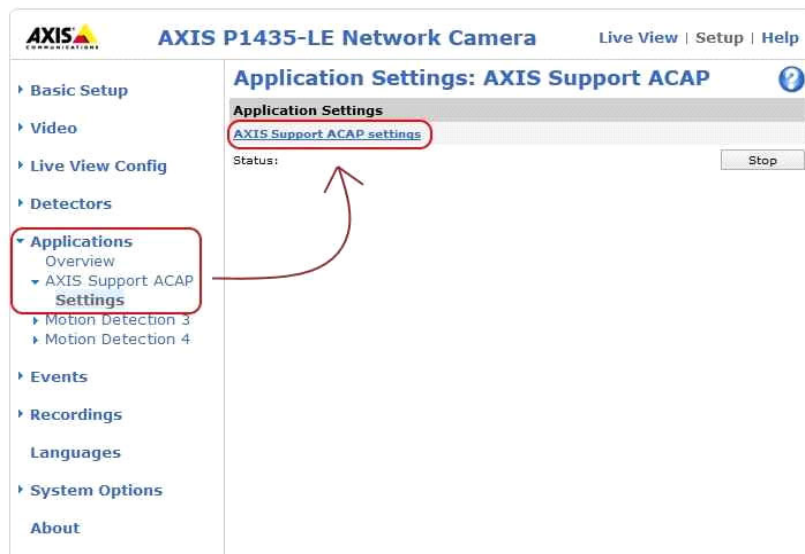 AXIS
COMMUNICATIONS
AXIS P1435-LE Network Camera
Live View | Setup | Help
Basic Setup
Video
Live View Config
Detectors
Applications
Overview
AXIS Support ACAP
Settings
Motion Detection 3
Motion Detection 4
Events
Recordings
Languages
System Options
About
Application Settings: AXIS Support ACAP
?
Application Settings
AXIS Support ACAP settings
Status:
Stop